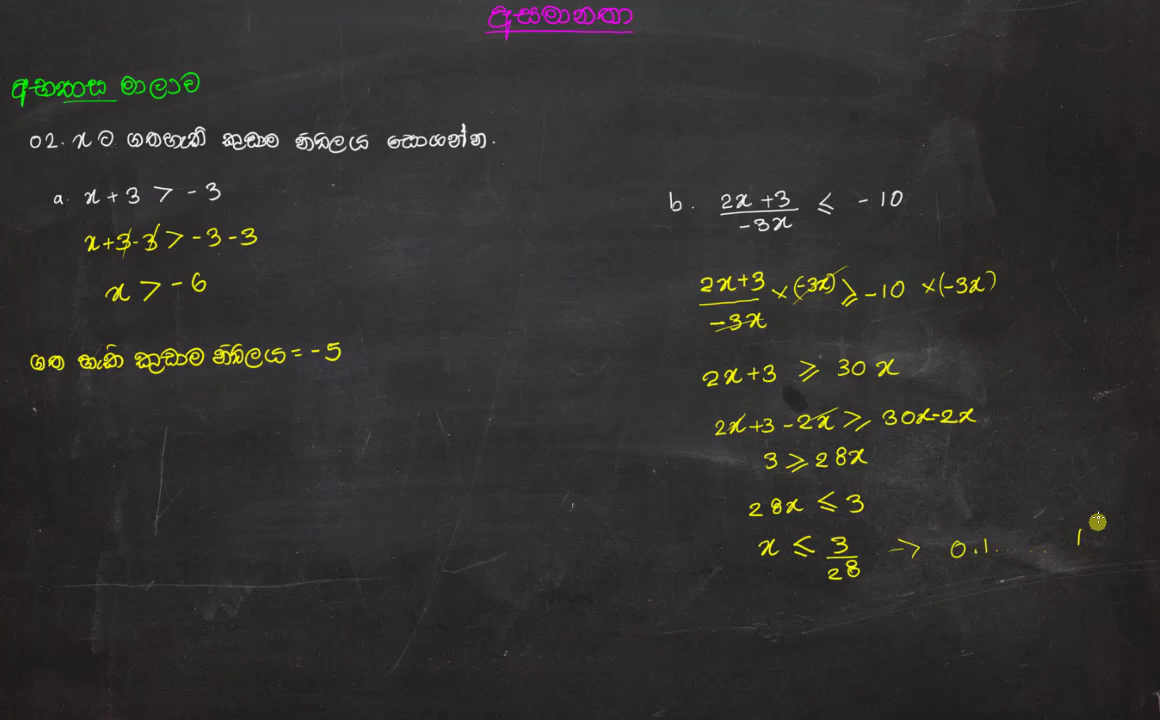 අසමානතා
අභ්‍යාස මාලාව
02. x ට ගතහැකි කුඩාම නිඛිලය සොයන්න.
a. x + 3 > - 3
x + 3 - 3 > - 3 - 3
x > - 6
ගත හැකි කුඩාම නිඛිලය = - 5
b. (2x + 3)/(-3x) ≤ - 10
(2x + 3)/(-3x) × (-3x) ≥ - 10 × (-3x)
2x + 3 ≥ 30x
2x + 3 - 2x ≥ 30x - 2x
3 ≥ 28x
28x ≤ 3
x ≤ 3/28 → 0.1... .. 1